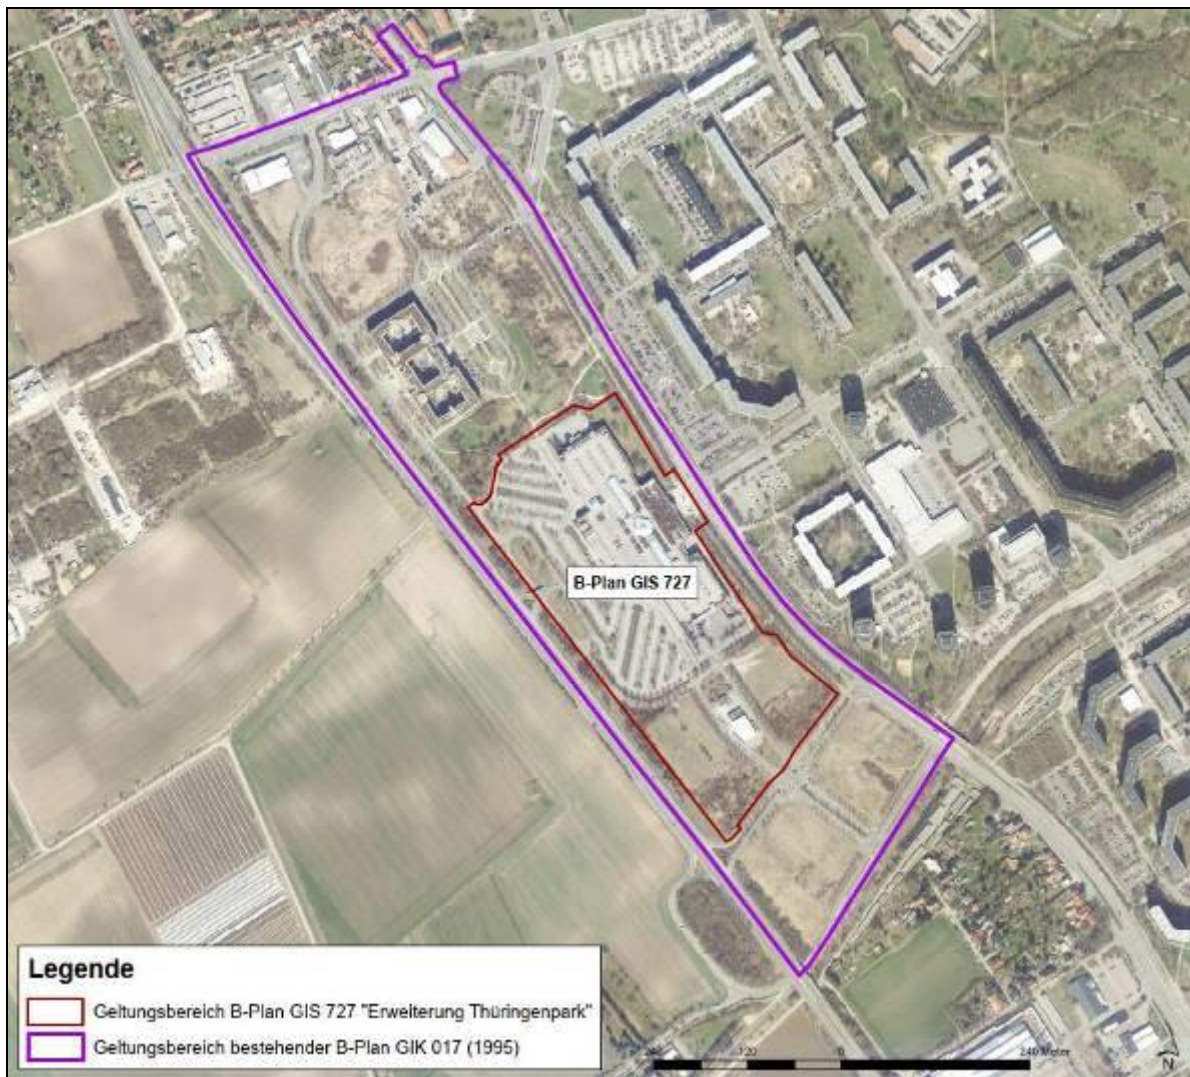 B-Plan GIS 727
Legende
Geltungsbereich B-Plan GIS 727 "Erweiterung Thüringenpark"
Geltungsbereich bestehender B-Plan GIK 017 (1995)
240 120 0 240 Meter
N